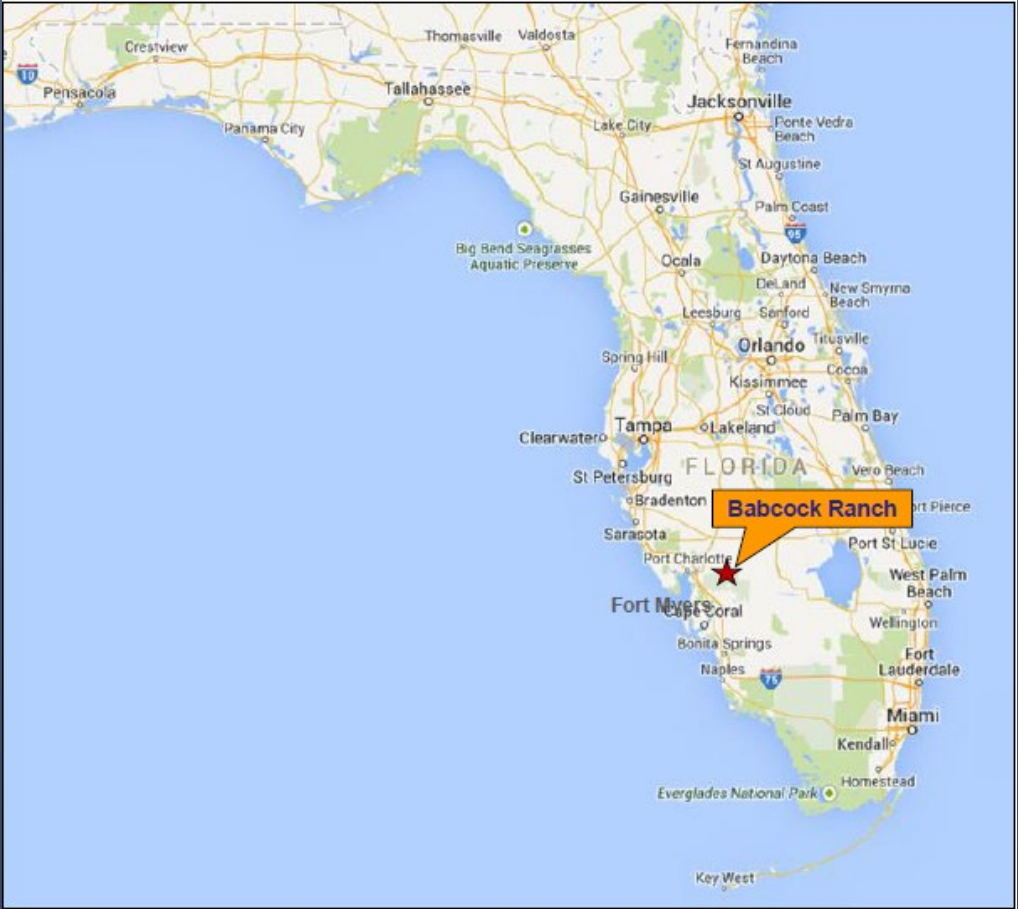 Thomasville
Valdosta
Crestview
Fernandina
Beach
10
Pensacola
Tallahassee
Jacksonville
Panama City
Lake City
Ponte Vedra
Beach
St Augustine
Gainesville
Palm Coast
95
Big Bend Seagrasses
Aquatic Preserve
Ocala
Daytona Beach
DeLand
New Smyrna
Beach
Leesburg
Sanford
Titusville
Orlando
Spring Hill
Cocoa
Kissimmee
St Cloud
Palm Bay
Tampa
Lakeland
Clearwater
FLORIDA
Vero Beach
St Petersburg
Bradenton
Babcock Ranch
ort Pierce
Sarasota
Port St Lucie
Port Charlotte
West Palm
Beach
Fort Myers
Cape Coral
Wellington
Bonita Springs
Fort
Lauderdale
Naples
75
Miami
Kendall
Homestead
Everglades National Park
Key West